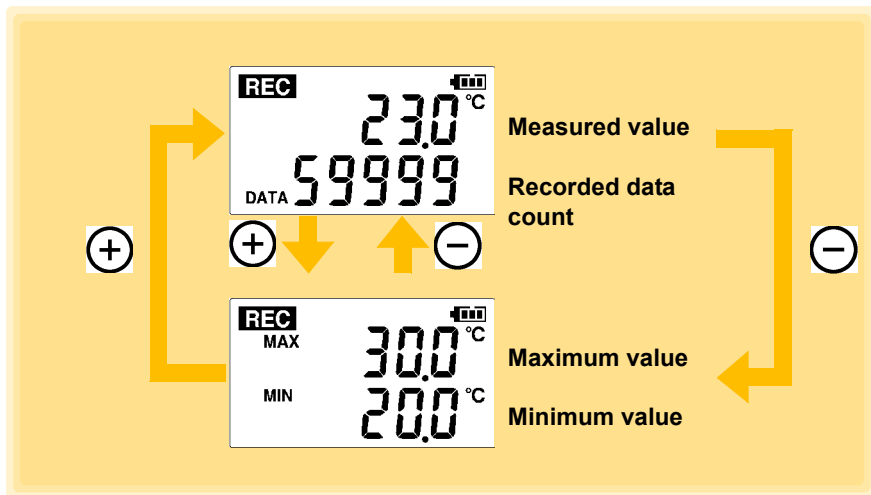 REC
23.0 °C
Measured value
DATA 59999
Recorded data
count
+
+
−
−
REC
MAX 30.0 °C
Maximum value
MIN 20.0 °C
Minimum value